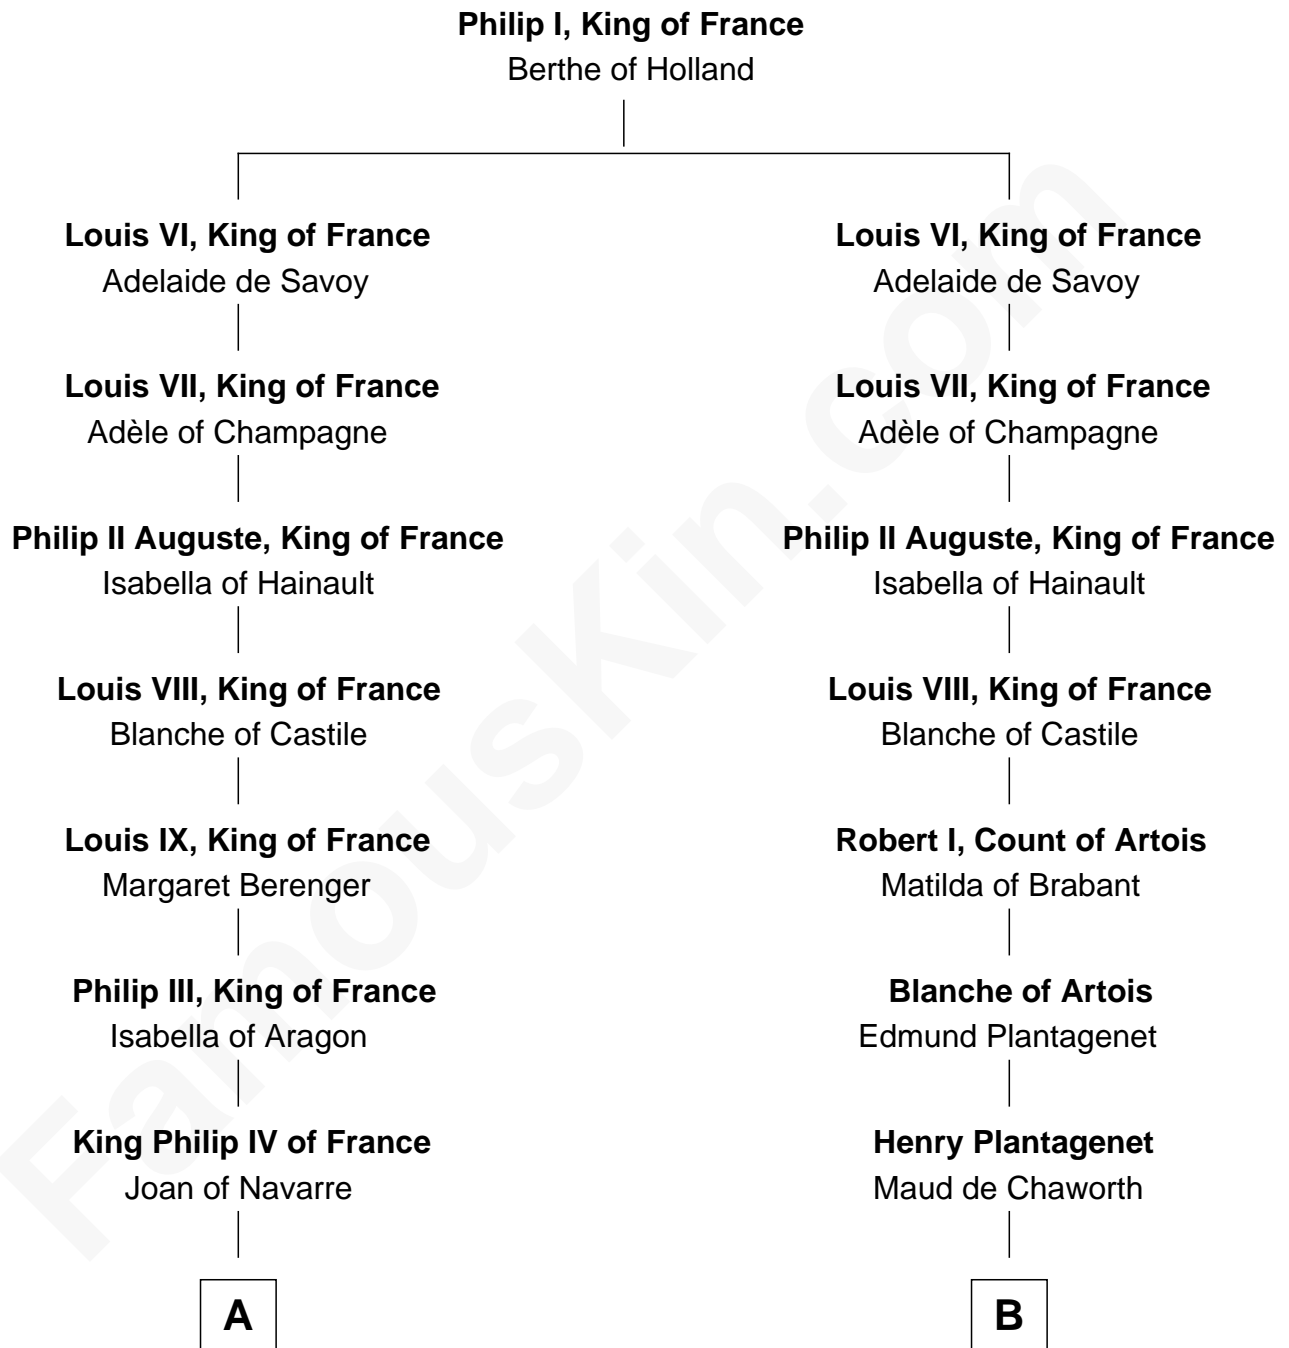 Philip I, King of France
Berthe of Holland
Louis VI, King of France
Adelaide de Savoy
Louis VI, King of France
Adelaide de Savoy
Louis VII, King of France
Adèle of Champagne
Louis VII, King of France
Adèle of Champagne
Philip II Auguste, King of France
Isabella of Hainault
Philip II Auguste, King of France
Isabella of Hainault
Louis VIII, King of France
Blanche of Castile
Louis VIII, King of France
Blanche of Castile
Louis IX, King of France
Margaret Berenger
Robert I, Count of Artois
Matilda of Brabant
Philip III, King of France
Isabella of Aragon
Blanche of Artois
Edmund Plantagenet
King Philip IV of France
Joan of Navarre
Henry Plantagenet
Maud de Chaworth
A
B
FamousKin.com